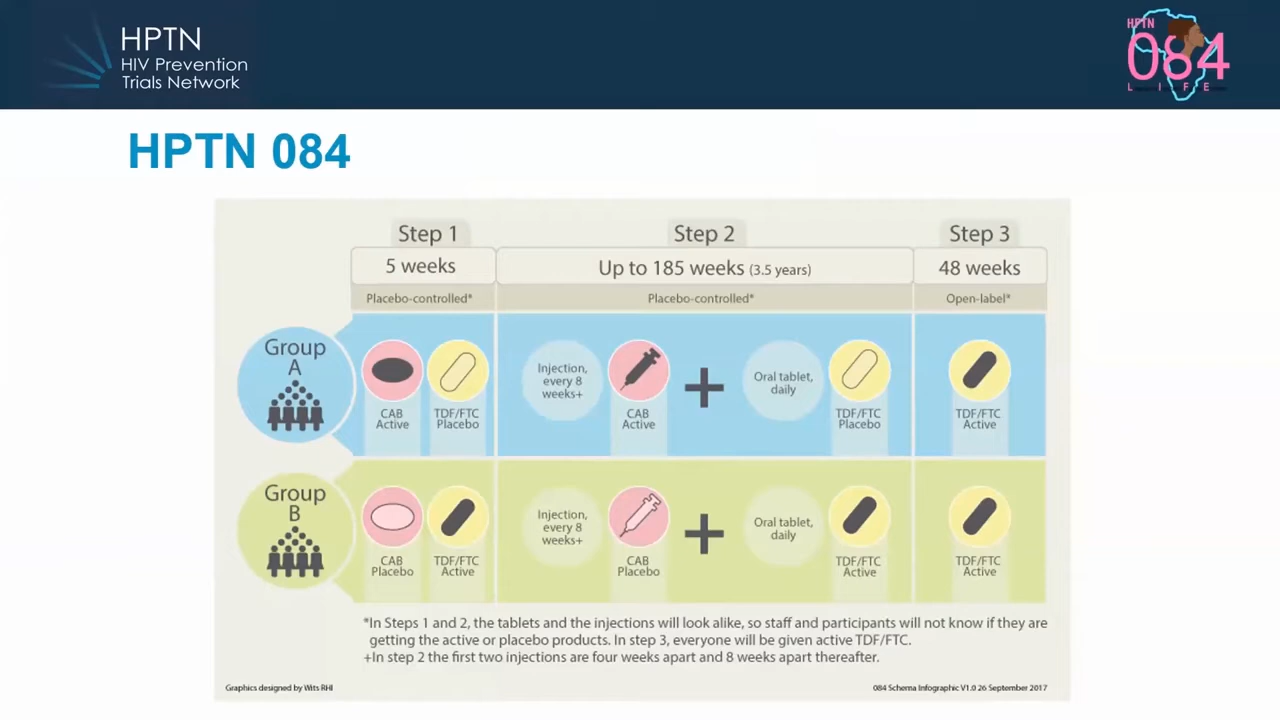 HPTN
HIV Prevention
Trials Network
HPTN
084
LIFE
HPTN 084
Step 1
Step 2
Step 3
5 weeks
Up to 185 weeks (3.5 years)
48 weeks
Placebo-controlled*
Placebo-controlled*
Open-label*
Group
A
CAB
Active
TDF/FTC
Placebo
Injection,
every 8
weeks+
CAB
Active
+
Oral tablet,
daily
TDF/FTC
Placebo
TDF/FTC
Active
Group
B
CAB
Placebo
TDF/FTC
Active
Injection,
every 8
weeks+
CAB
Placebo
+
Oral tablet,
daily
TDF/FTC
Active
TDF/FTC
Active
*In Steps 1 and 2, the tablets and the injections will look alike, so staff and participants will not know if they are
getting the active or placebo products. In step 3, everyone will be given active TDF/FTC.
+In step 2 the first two injections are four weeks apart and 8 weeks apart thereafter.
Graphics designed by Wits RHI
084 Schema Infographic V1.0 26 September 2017